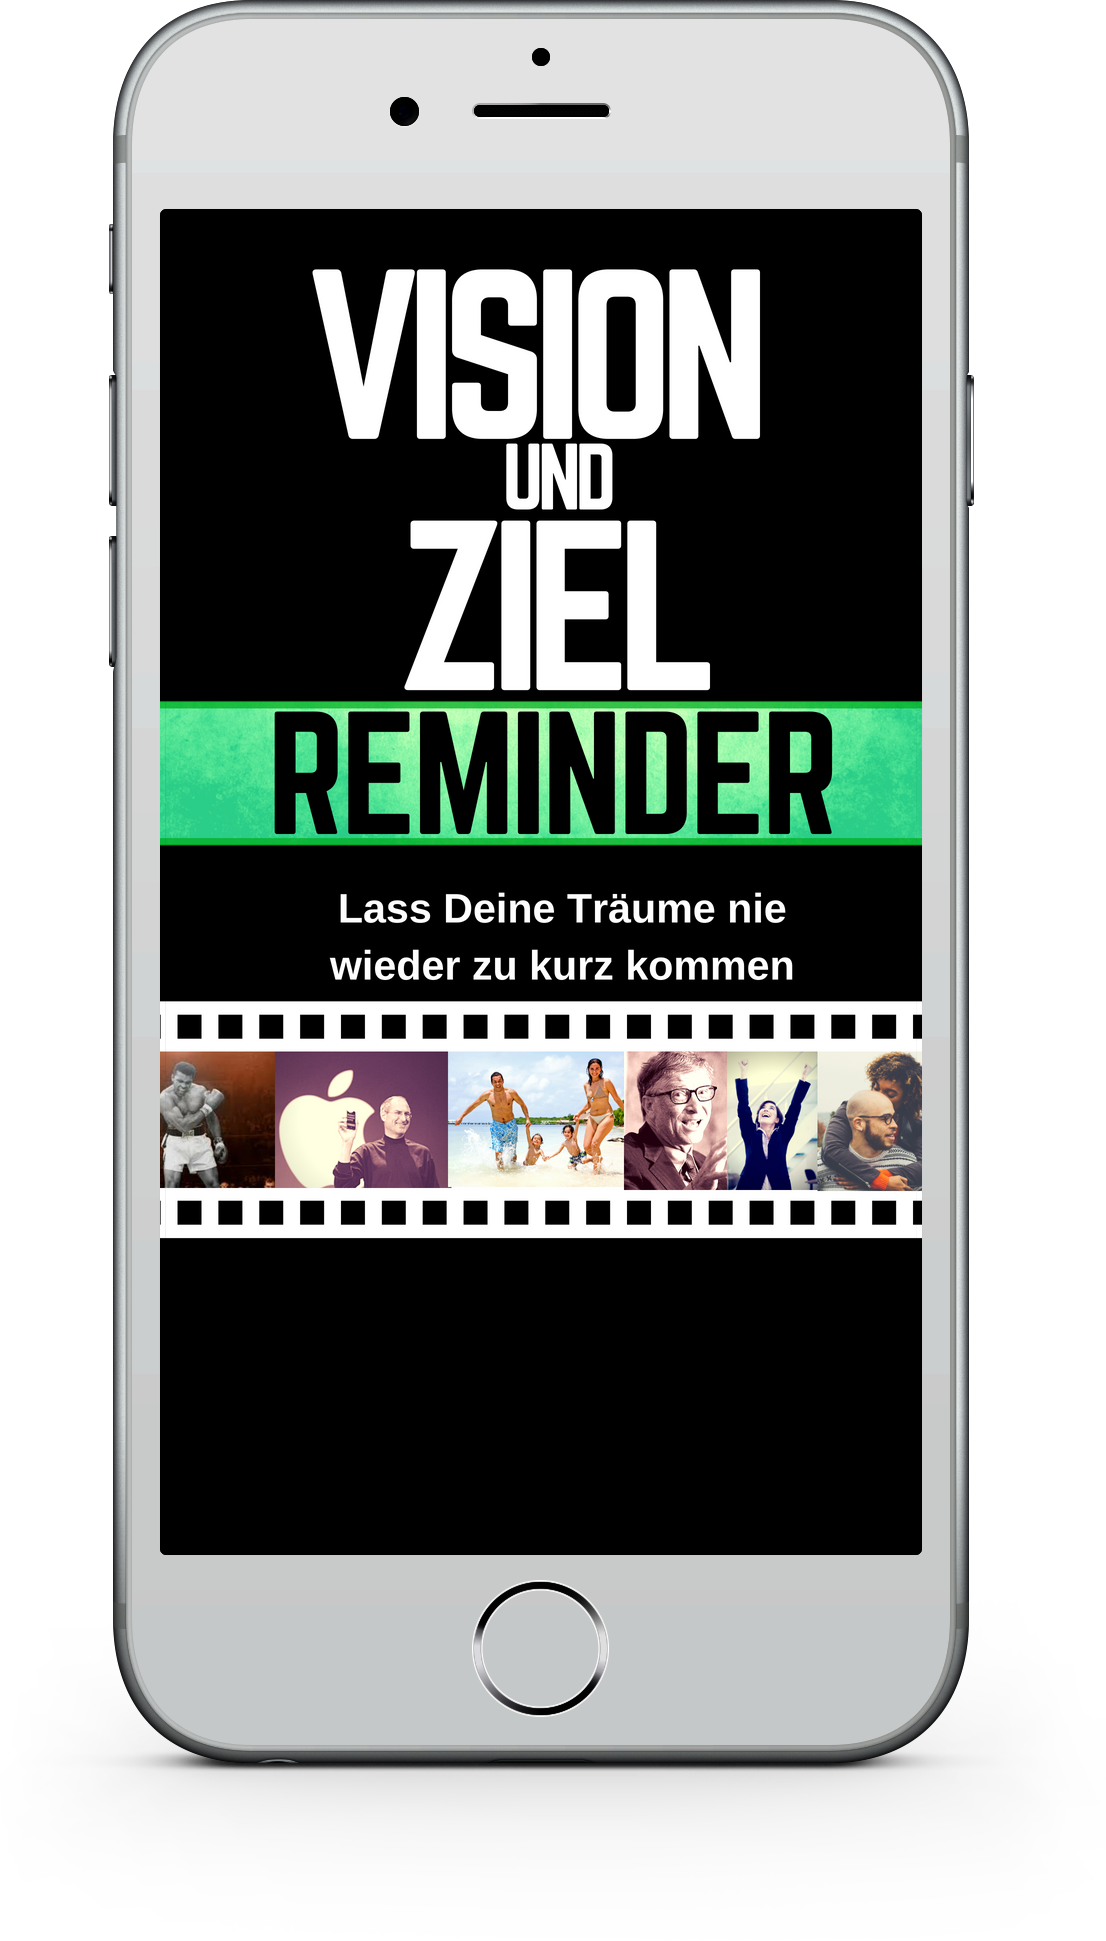 VISION
UND
ZIEL
REMINDER
Lass Deine Träume nie
wieder zu kurz kommen